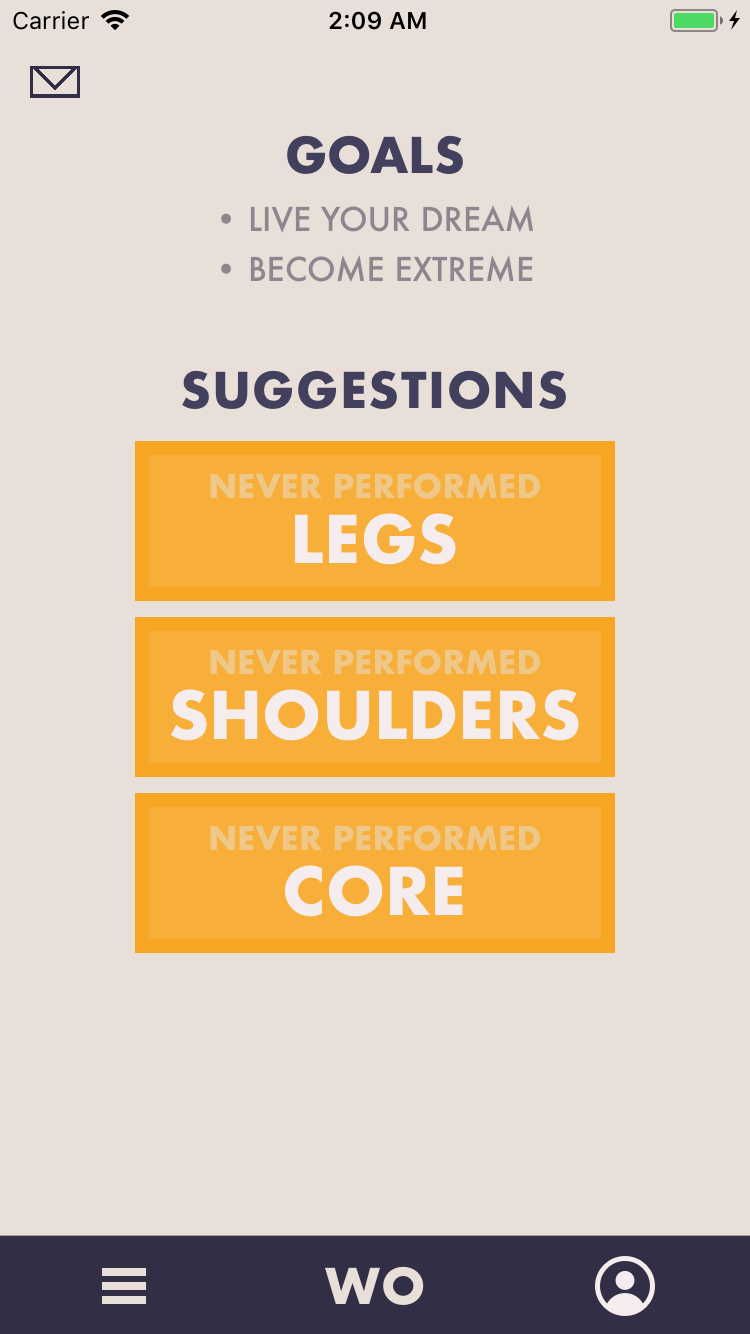 Carrier 2:09 AM
GOALS
• LIVE YOUR DREAM
• BECOME EXTREME
SUGGESTIONS
NEVER PERFORMED
LEGS
NEVER PERFORMED
SHOULDERS
NEVER PERFORMED
CORE
WO